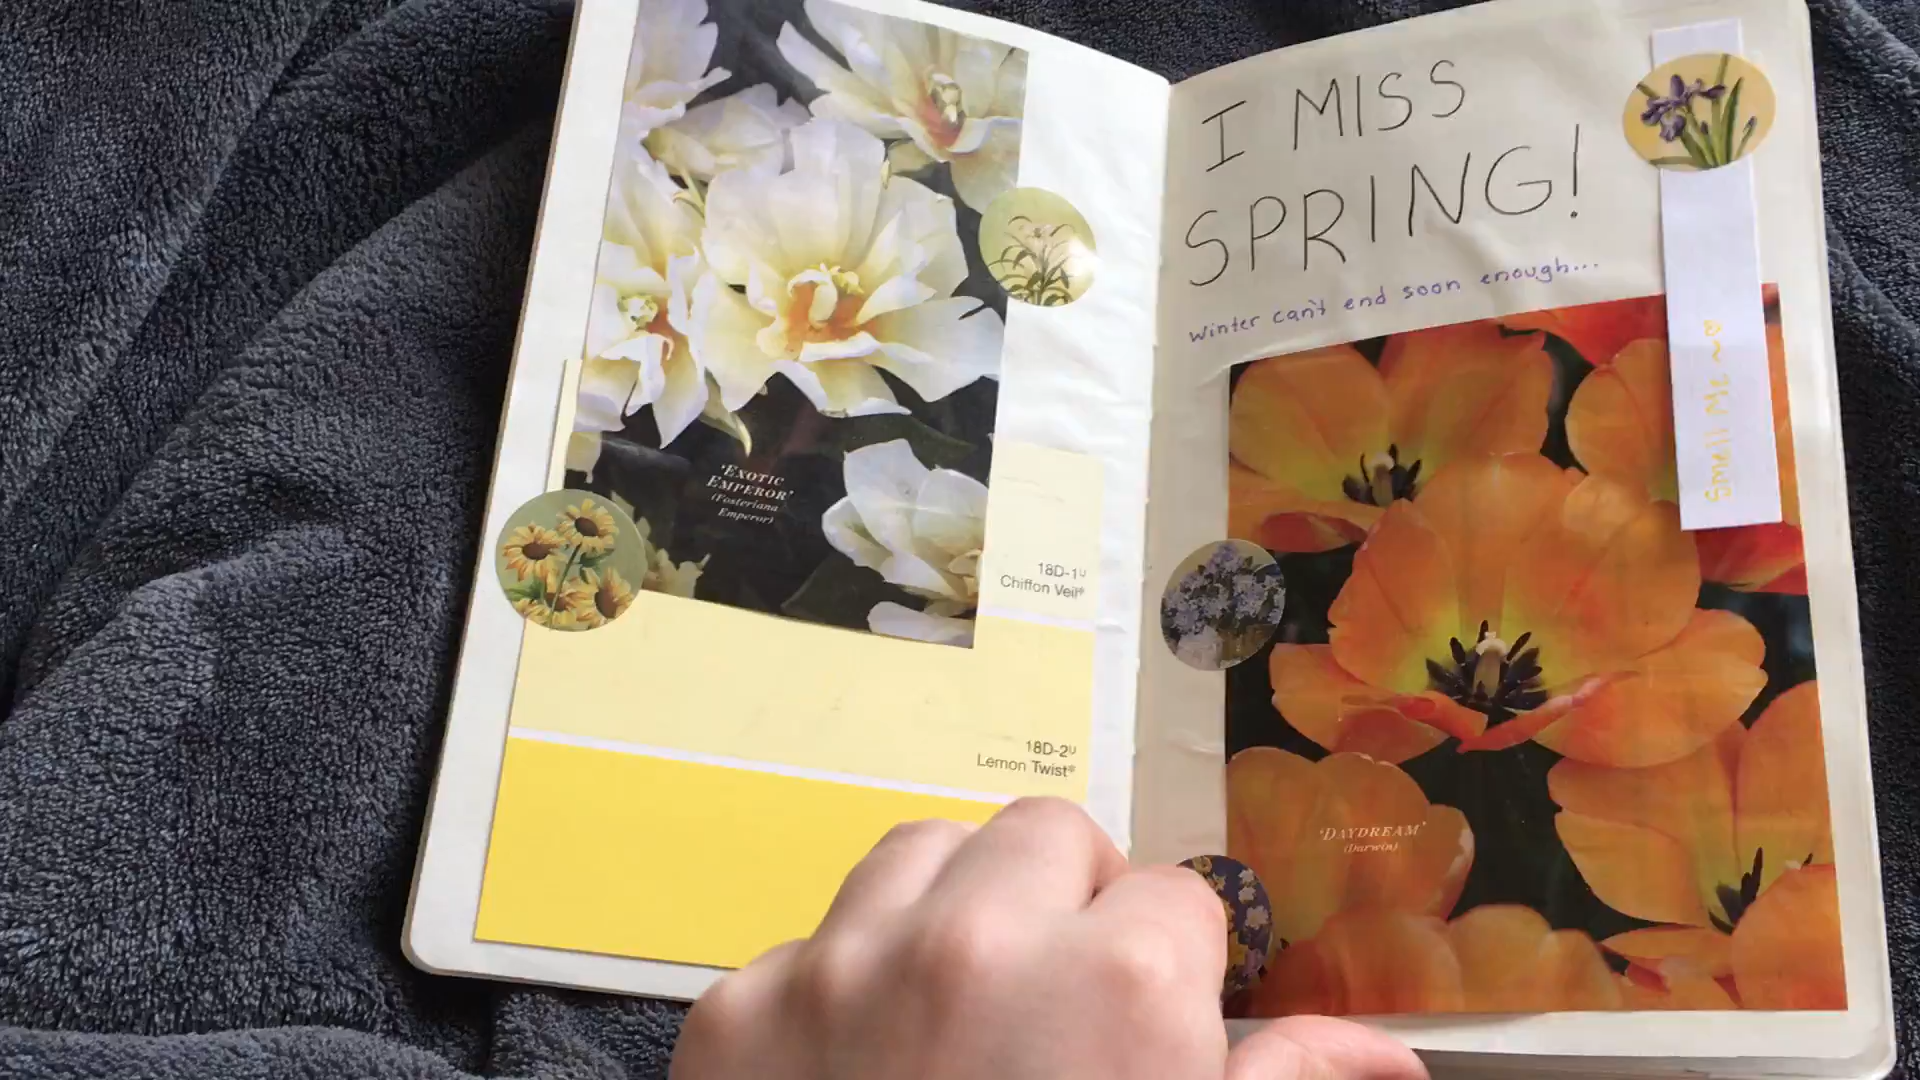 'EXOTIC
EMPEROR'
(Fosteriana
Emperor)
18D-1U
Chiffon Veil®
18D-2U
Lemon Twist®
I MISS
SPRING!
winter can't end soon enough...
Smell Me ~
'DAYDREAM'
(Darwin)